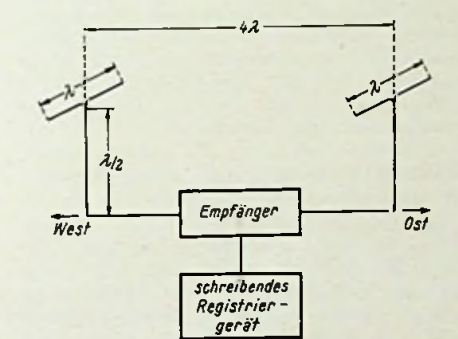 4λ
λ
λ
λ/2
Empfänger
West
Ost
schreibendes
Registrier-
gerät